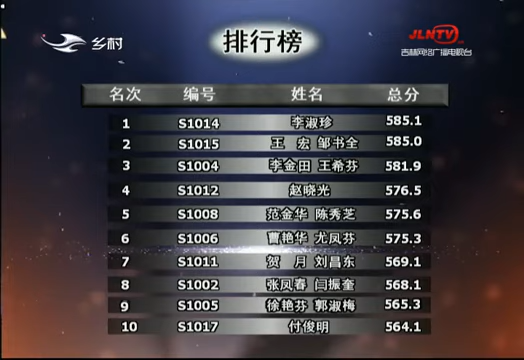 乡村
排行榜
JLNTV
吉林网络广播电视台
名次 编号 姓名 总分
1 S1014 李淑珍 585.1
2 S1015 王 宏 邹书全 585.0
3 S1004 李金田 王希芬 581.9
4 S1012 赵晓光 576.5
5 S1008 范金华 陈秀芝 575.6
6 S1006 曹艳华 尤凤芬 575.3
7 S1011 贺 月 刘昌东 569.1
8 S1002 张凤春 闫振奎 568.1
9 S1005 徐艳芬 郭淑梅 565.3
10 S1017 付俊明 564.1